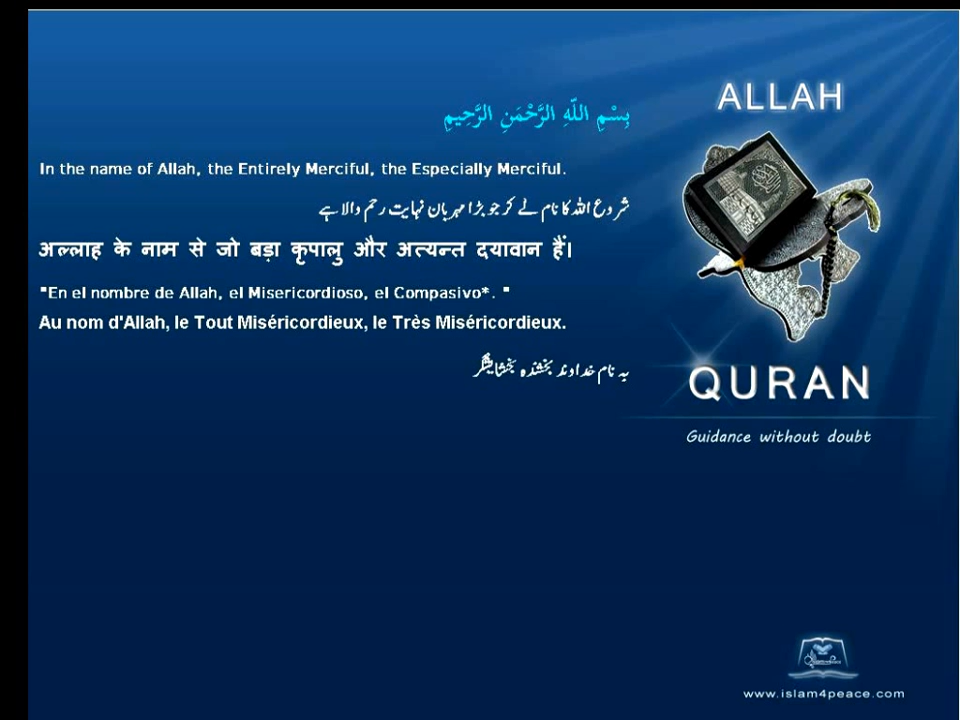 بِسْمِ اللّهِ الرَّحْمَنِ الرَّحِيمِ
In the name of Allah, the Entirely Merciful, the Especially Merciful.
شروع الله کا نام لے کر جو بڑا مہربان نہایت رحم والا ہے
अल्लाह के नाम से जो बड़ा कृपालु और अत्यन्त दयावान हैं।
"En el nombre de Allah, el Misericordioso, el Compasivo*. "
Au nom d'Allah, le Tout Miséricordieux, le Très Miséricordieux.
به نام خداوند بخشنده بخشایشگر
ALLAH
QURAN
Guidance without doubt
www.islam4peace.com